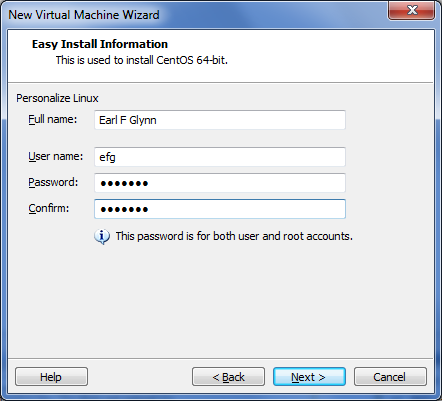 New Virtual Machine Wizard
Easy Install Information
This is used to install CentOS 64-bit.
Personalize Linux
Full name: Earl F Glynn
User name: efg
Password: ●●●●●●●
Confirm: ●●●●●●●
This password is for both user and root accounts.
Help < Back Next > Cancel